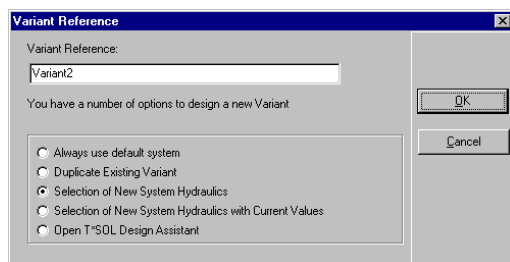 Variant Reference
Variant Reference:
Variant2
You have a number of options to design a new Variant
OK
Cancel
Always use default system
Duplicate Existing Variant
Selection of New System Hydraulics
Selection of New System Hydraulics with Current Values
Open T*SOL Design Assistant